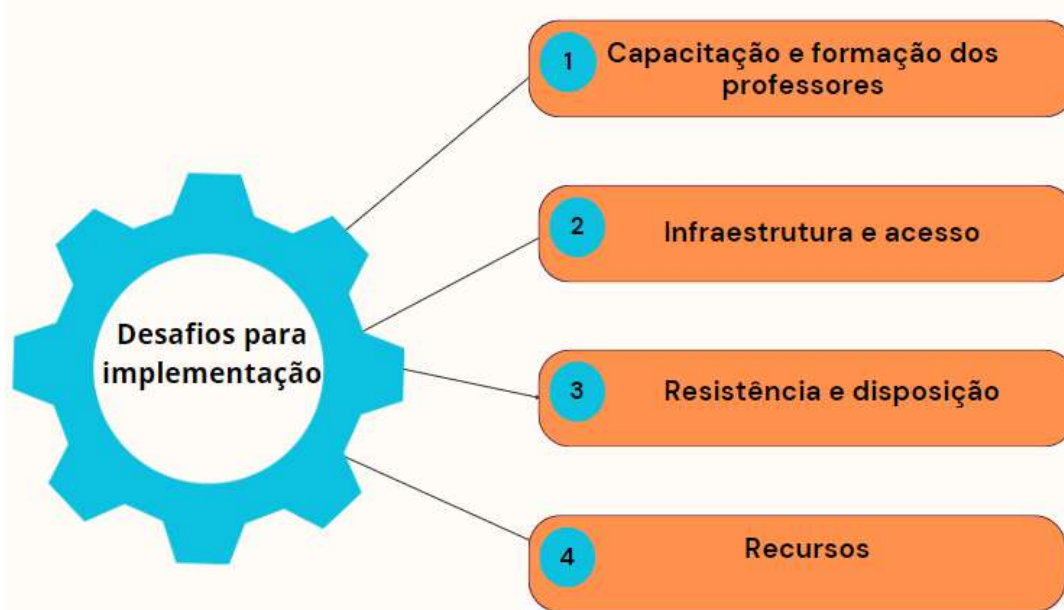 Desafios para
implementação
1
Capacitação e formação dos
professores
2
Infraestrutura e acesso
3
Resistência e disposição
4
Recursos